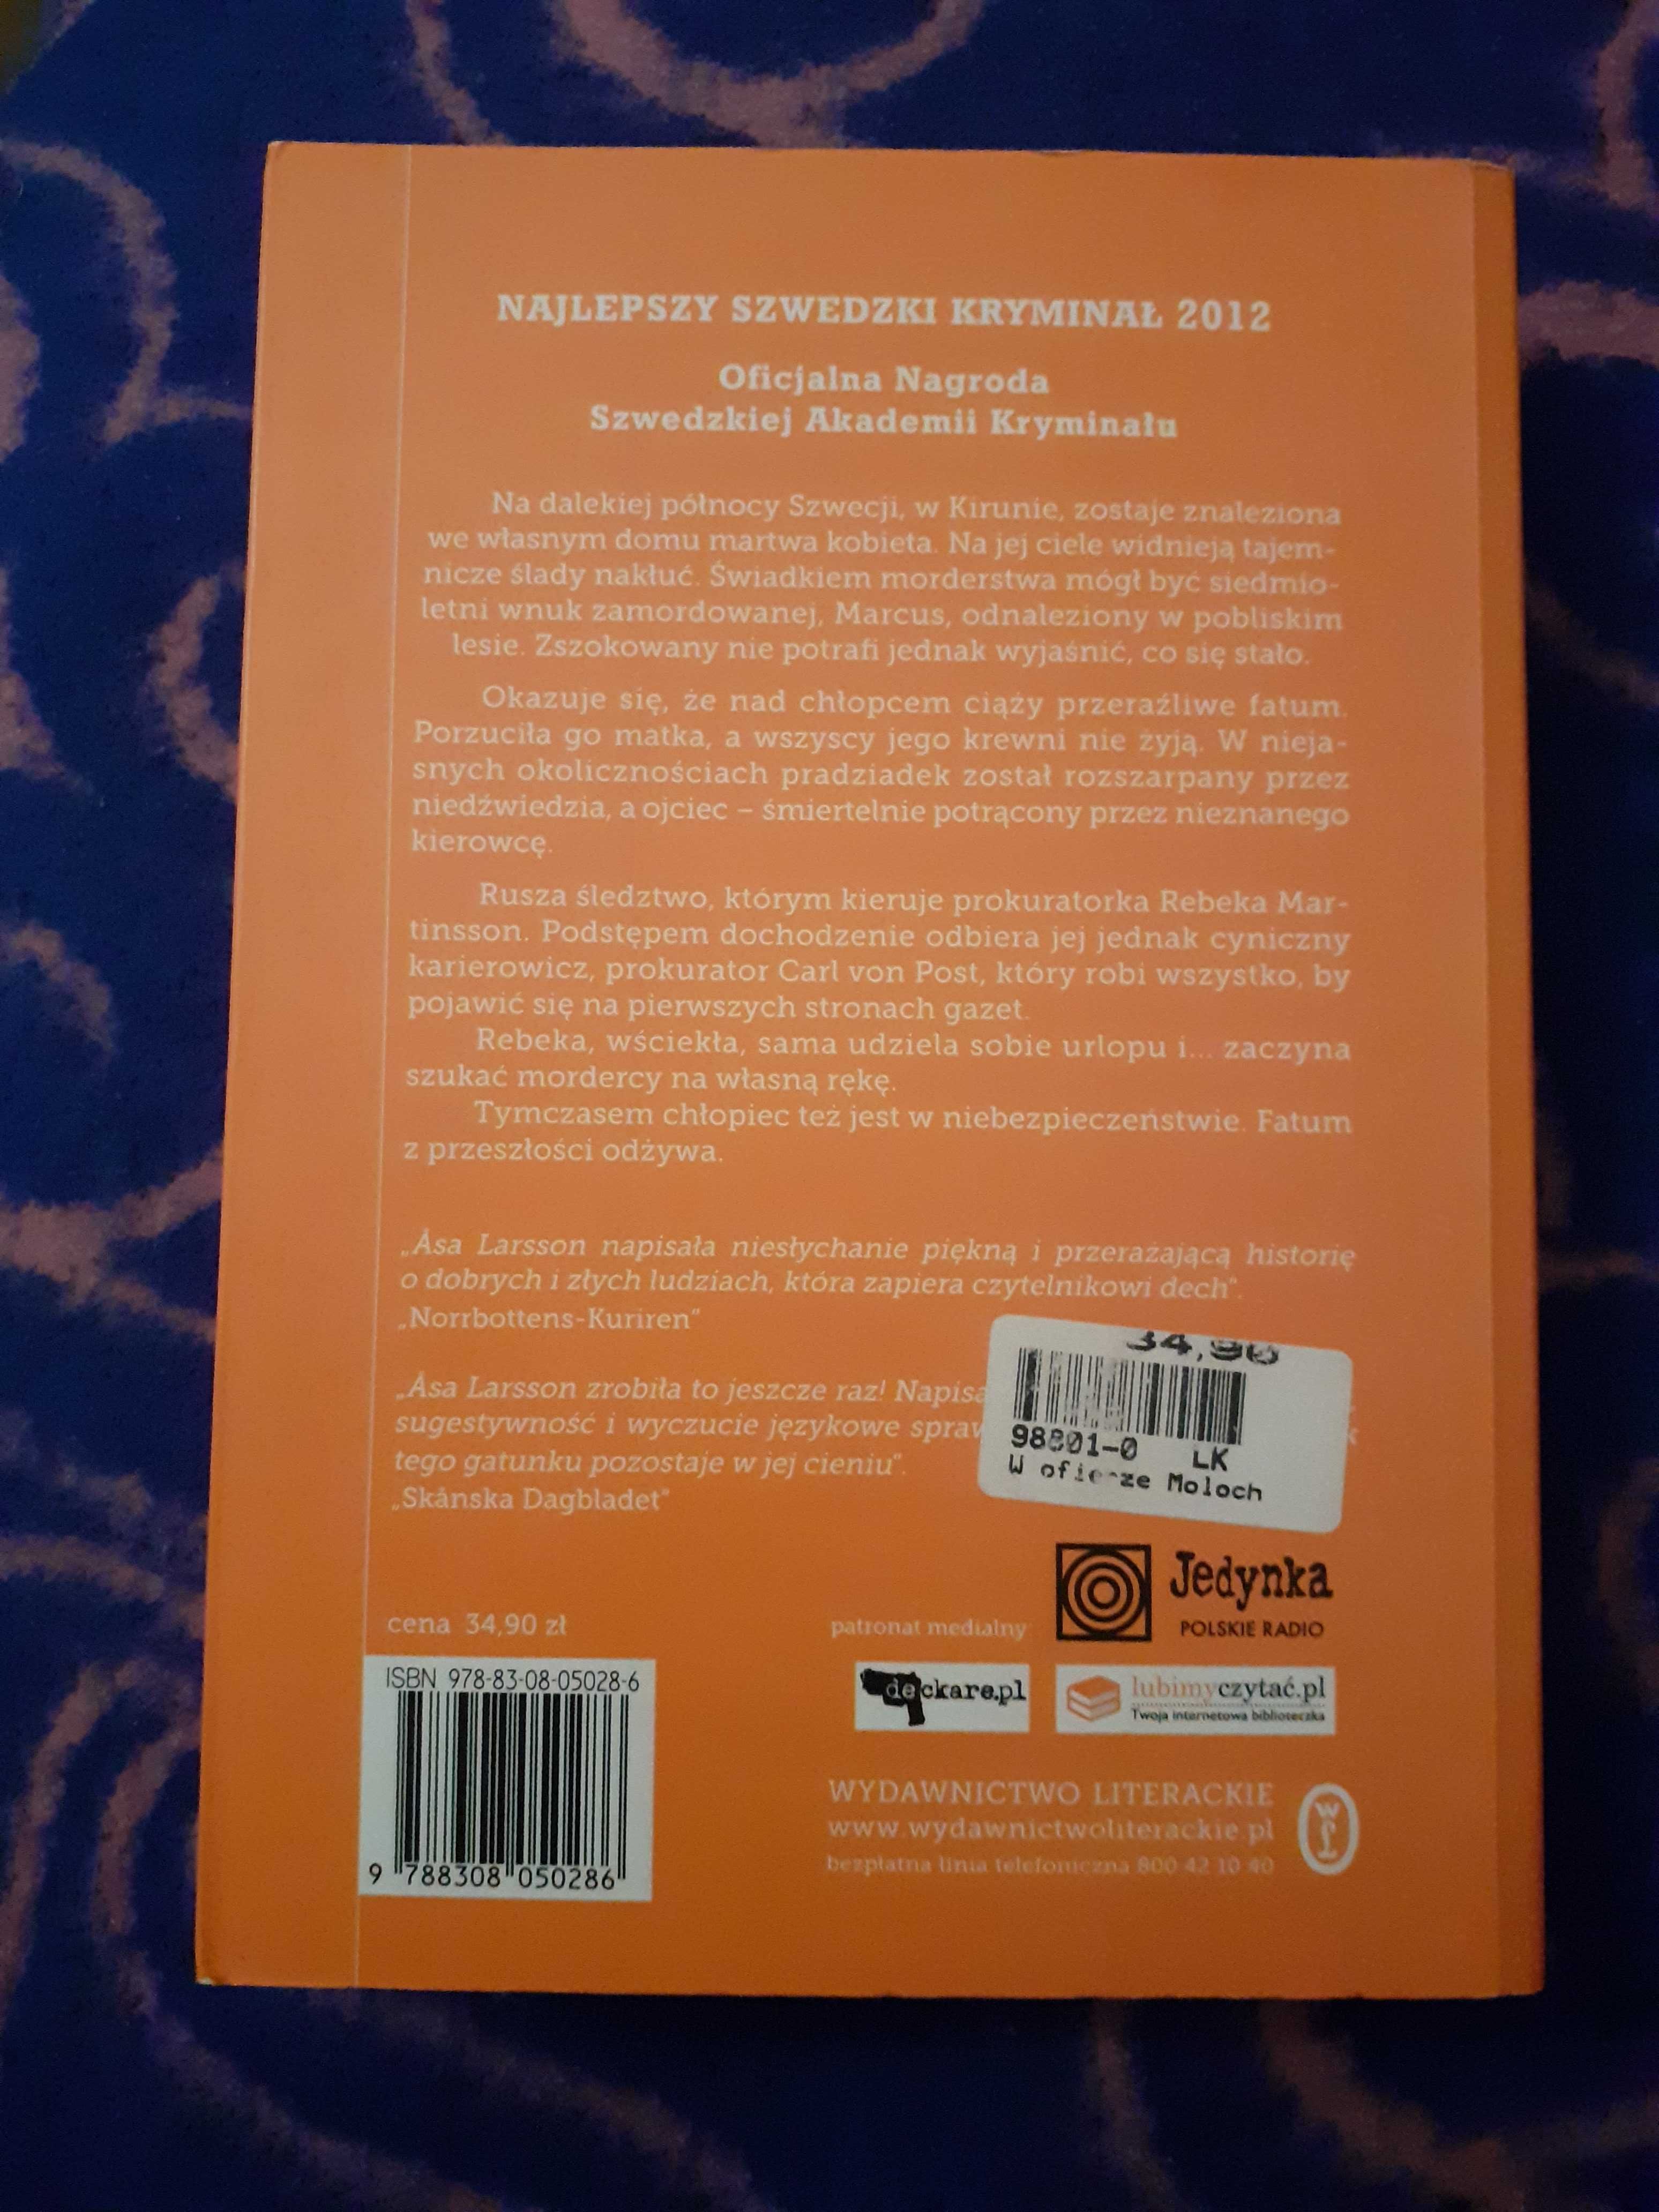 NAJLEPSZY SZWEDZKI KRYMINAŁ 2012
Oficjalna Nagroda
Szwedzkiej Akademii Kryminału
Na dalekiej północy Szwecji, w Kirunie, zostaje znaleziona
we własnym domu martwa kobieta. Na jej ciele widnieją tajem-
nicze ślady nakłuć. Świadkiem morderstwa mógł być siedmio-
letni wnuk zamordowanej, Marcus, odnaleziony w pobliskim
lesie. Zszokowany nie potrafi jednak wyjaśnić, co się stało.
Okazuje się, że nad chłopcem ciąży przeraźliwe fatum.
Porzuciła go matka, a wszyscy jego krewni nie żyją. W nieja-
snych okolicznościach pradziadek został rozszarpany przez
niedźwiedzia, a ojciec – śmiertelnie potrącony przez nieznanego
kierowcę.
Rusza śledztwo, którym kieruje prokuratorka Rebeka Mar-
tinsson. Podstępem dochodzenie odbiera jej jednak cyniczny
karierowicz, prokurator Carl von Post, który robi wszystko, by
pojawić się na pierwszych stronach gazet.
Rebeka, wściekła, sama udziela sobie urlopu i... zaczyna
szukać mordercy na własną rękę.
Tymczasem chłopiec też jest w niebezpieczeństwie. Fatum
z przeszłości odżywa.
„Åsa Larsson napisała niesłychanie piękną i przerażającą historię
o dobrych i złych ludziach, która zapiera czytelnikowi dech".
„Norrbottens-Kuriren"
„Åsa Larsson zrobiła to jeszcze raz! Napisa
sugestywność i wyczucie językowe spraw
tego gatunku pozostaje w jej cieniu".
„Skånska Dagbladet"
34,90
98801-0 LK
W ofierze Moloch
Jedynka
POLSKIE RADIO
cena 34,90 zł
patronat medialny
ISBN 978-83-08-05028-6
deckare.pl
lubimyczytać.pl
Twoja internetowa biblioteczka
9 788308 050286
WYDAWNICTWO LITERACKIE
www.wydawnictwoliterackie.pl
bezpłatna linia telefoniczna 800 42 10 40